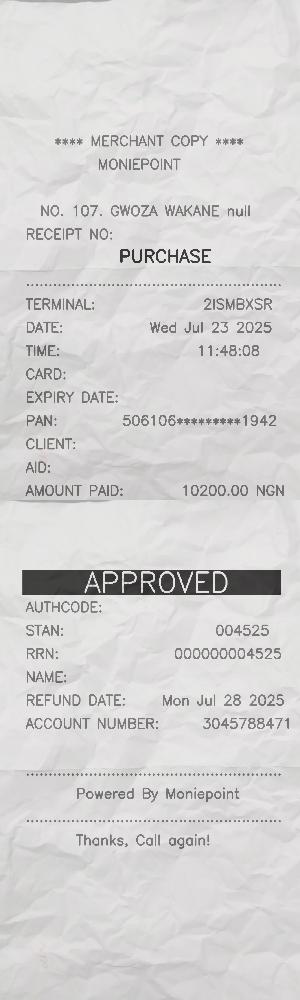 **** MERCHANT COPY ****
MONIEPOINT
NO. 107. GWOZA WAKANE null
RECEIPT NO:
PURCHASE
TERMINAL: 2ISMBXSR
DATE: Wed Jul 23 2025
TIME: 11:48:08
CARD:
EXPIRY DATE:
PAN: 506106*********1942
CLIENT:
AID:
AMOUNT PAID: 10200.00 NGN
APPROVED
AUTHCODE:
STAN: 004525
RRN: 000000004525
NAME:
REFUND DATE: Mon Jul 28 2025
ACCOUNT NUMBER: 3045788471
Powered By Moniepoint
Thanks, Call again!